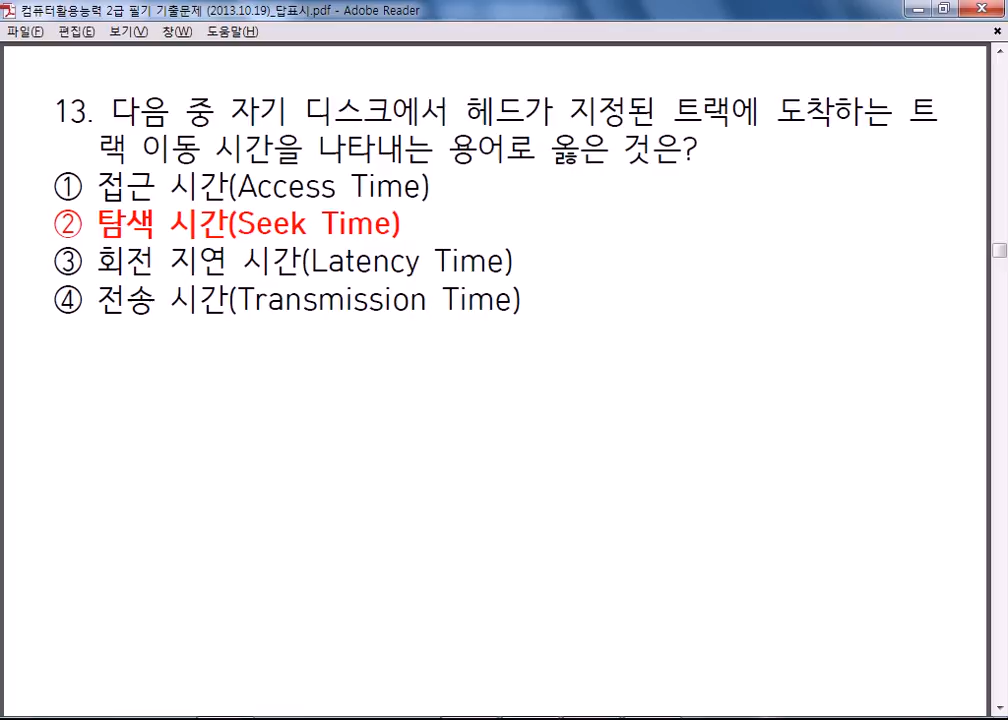 컴퓨터활용능력 2급 필기 기출문제 (2013.10.19)_답표시.pdf - Adobe Reader
파일(F) 편집(E) 보기(V) 창(W) 도움말(H)
13. 다음 중 자기 디스크에서 헤드가 지정된 트랙에 도착하는 트
랙 이동 시간을 나타내는 용어로 옳은 것은?
① 접근 시간(Access Time)
② 탐색 시간(Seek Time)
③ 회전 지연 시간(Latency Time)
④ 전송 시간(Transmission Time)